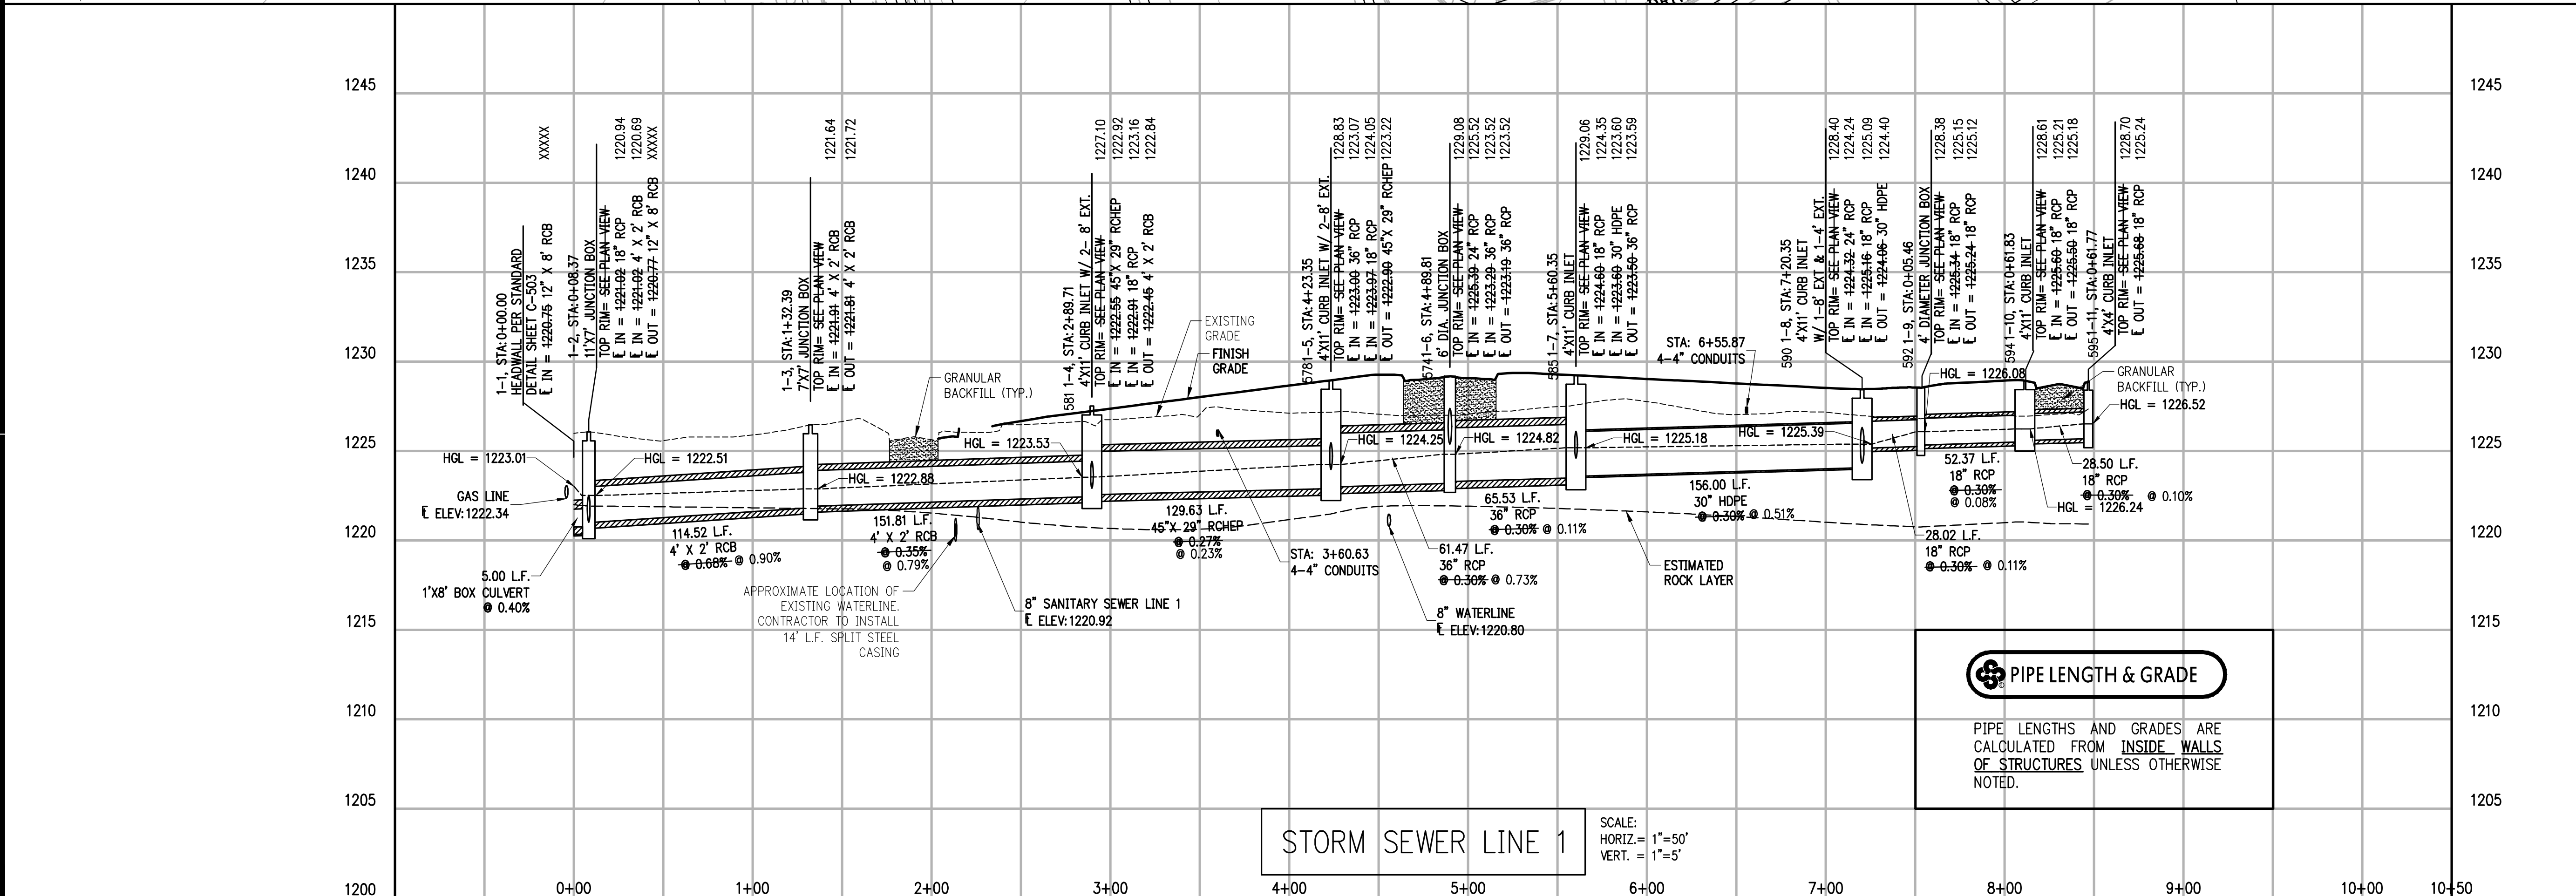 1245
1240
1235
1230
1225
1220
1215
1210
1205
1200
1245
1240
1235
1230
1225
1220
1215
1210
1205
1-1, STA:0+00.00
HEADWALL PER STANDARD
DETAIL SHEET C-503
℄ IN = 1220.75 12" X 8' RCB
XXXXX
1-2, STA:0+08.37
11'X7' JUNCTION BOX
TOP RIM= SEE PLAN VIEW
℄ IN = 1221.02 18" RCP 1220.94
℄ IN = 1221.02 4' X 2' RCB 1220.69
℄ OUT = 1220.77 12" X 8' RCB XXXXX
1-3, STA:1+32.39
7'X7' JUNCTION BOX
TOP RIM= SEE PLAN VIEW
℄ IN = 1221.91 4' X 2' RCB 1221.64
℄ OUT = 1221.81 4' X 2' RCB 1221.72
581 1-4, STA:2+89.71
4'X11' CURB INLET W/ 2- 8' EXT.
TOP RIM= SEE PLAN VIEW 1227.10
℄ IN = 1222.55 45"X 29" RCHEP 1222.92
℄ IN = 1222.91 18" RCP 1223.16
℄ OUT = 1222.45 4' X 2' RCB 1222.84
578 1-5, STA:4+23.35
4'X11' CURB INLET W/ 2-8' EXT.
TOP RIM= SEE PLAN VIEW 1228.83
℄ IN = 1223.00 36" RCP 1223.07
℄ IN = 1223.97 18" RCP 1224.05
℄ OUT = 1222.90 45"X 29" RCHEP 1223.22
574 1-6, STA:4+89.81
6' DIA. JUNCTION BOX
TOP RIM= SEE PLAN VIEW 1229.08
℄ IN = 1225.39 24" RCP 1225.52
℄ IN = 1223.29 36" RCP 1223.52
℄ OUT = 1223.19 36" RCP 1223.52
585 1-7, STA:5+60.35
4'X11' CURB INLET
TOP RIM= SEE PLAN VIEW 1229.06
℄ IN = 1224.60 18" RCP 1224.35
℄ IN = 1223.60 30" HDPE 1223.60
℄ OUT = 1223.50 36" RCP 1223.59
590 1-8, STA:7+20.35
4'X11' CURB INLET
W/ 1-8' EXT & 1-4' EXT.
TOP RIM= SEE PLAN VIEW 1228.40
℄ IN = 1224.32 24" RCP 1224.24
℄ IN = 1225.16 18" RCP 1225.09
℄ OUT = 1224.06 30" HDPE 1224.40
592 1-9, STA:0+05.46
4' DIAMETER JUNCTION BOX
TOP RIM= SEE PLAN VIEW 1228.38
℄ IN = 1225.34 18" RCP 1225.15
℄ OUT = 1225.24 18" RCP 1225.12
594 1-10, STA:0+61.83
4'X11' CURB INLET
TOP RIM= SEE PLAN VIEW 1228.61
℄ IN = 1225.60 18" RCP 1225.21
℄ OUT = 1225.50 18" RCP 1225.18
595 1-11, STA:0+61.77
4'X4' CURB INLET
TOP RIM= SEE PLAN VIEW 1228.70
℄ OUT = 1225.68 18" RCP 1225.24
EXISTING
GRADE
FINISH
GRADE
GRANULAR
BACKFILL (TYP.)
STA: 6+55.87
4-4" CONDUITS
GRANULAR
BACKFILL (TYP.)
HGL = 1223.01
HGL = 1222.51
HGL = 1222.88
HGL = 1223.53
HGL = 1224.25
HGL = 1224.82
HGL = 1225.18
HGL = 1225.39
HGL = 1226.08
HGL = 1226.52
HGL = 1226.24
GAS LINE
℄ ELEV:1222.34
5.00 L.F.
1'X8' BOX CULVERT
@ 0.40%
114.52 L.F.
4' X 2' RCB
@ 0.68% @ 0.90%
151.81 L.F.
4' X 2' RCB
@ 0.35%
@ 0.79%
APPROXIMATE LOCATION OF
EXISTING WATERLINE.
CONTRACTOR TO INSTALL
14' L.F. SPLIT STEEL
CASING
8" SANITARY SEWER LINE 1
℄ ELEV:1220.92
129.63 L.F.
45"X 29" RCHEP
@ 0.27%
@ 0.23%
STA: 3+60.63
4-4" CONDUITS
61.47 L.F.
36" RCP
@ 0.30% @ 0.73%
8" WATERLINE
℄ ELEV:1220.80
65.53 L.F.
36" RCP
@ 0.30% @ 0.11%
156.00 L.F.
30" HDPE
@ 0.30% @ 0.51%
ESTIMATED
ROCK LAYER
28.02 L.F.
18" RCP
@ 0.30% @ 0.11%
52.37 L.F.
18" RCP
@ 0.30%
@ 0.08%
28.50 L.F.
18" RCP
@ 0.30% @ 0.10%
PIPE LENGTH & GRADE
PIPE LENGTHS AND GRADES ARE
CALCULATED FROM INSIDE WALLS
OF STRUCTURES UNLESS OTHERWISE
NOTED.
STORM SEWER LINE 1
SCALE:
HORIZ.= 1"=50'
VERT. = 1"=5'
0+00
1+00
2+00
3+00
4+00
5+00
6+00
7+00
8+00
9+00
10+00
10+50